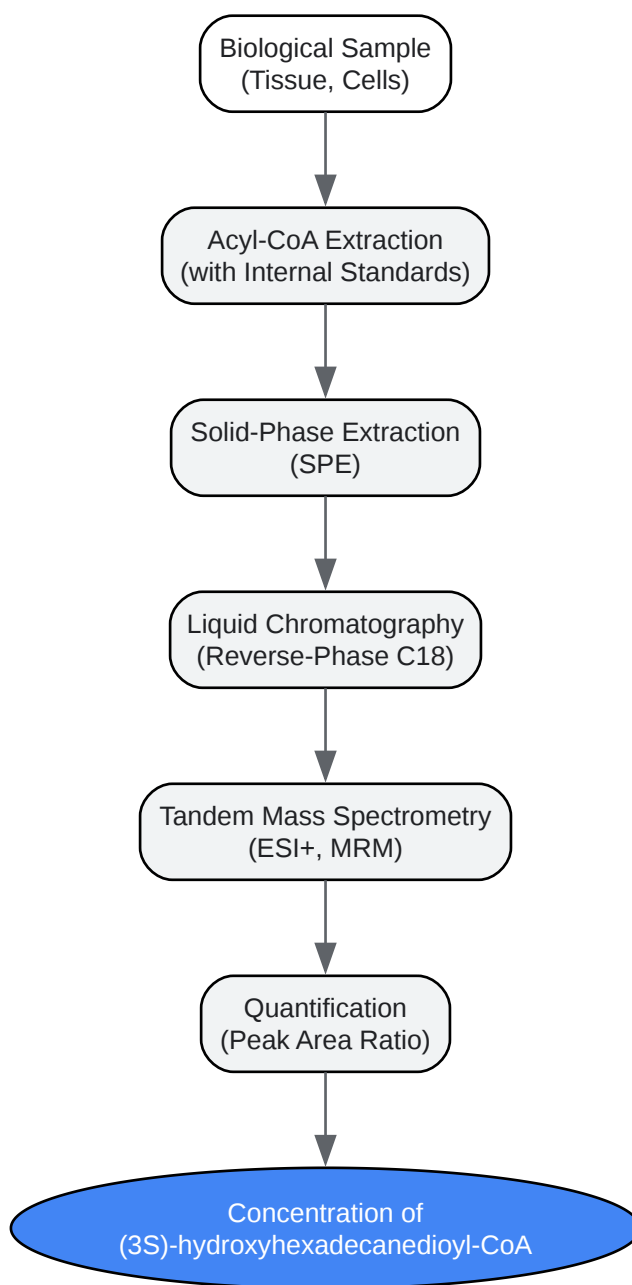 Biological Sample
(Tissue, Cells)
Acyl-CoA Extraction
(with Internal Standards)
Solid-Phase Extraction
(SPE)
Liquid Chromatography
(Reverse-Phase C18)
Tandem Mass Spectrometry
(ESI+, MRM)
Quantification
(Peak Area Ratio)
Concentration of
(3S)-hydroxyhexadecanedioyl-CoA